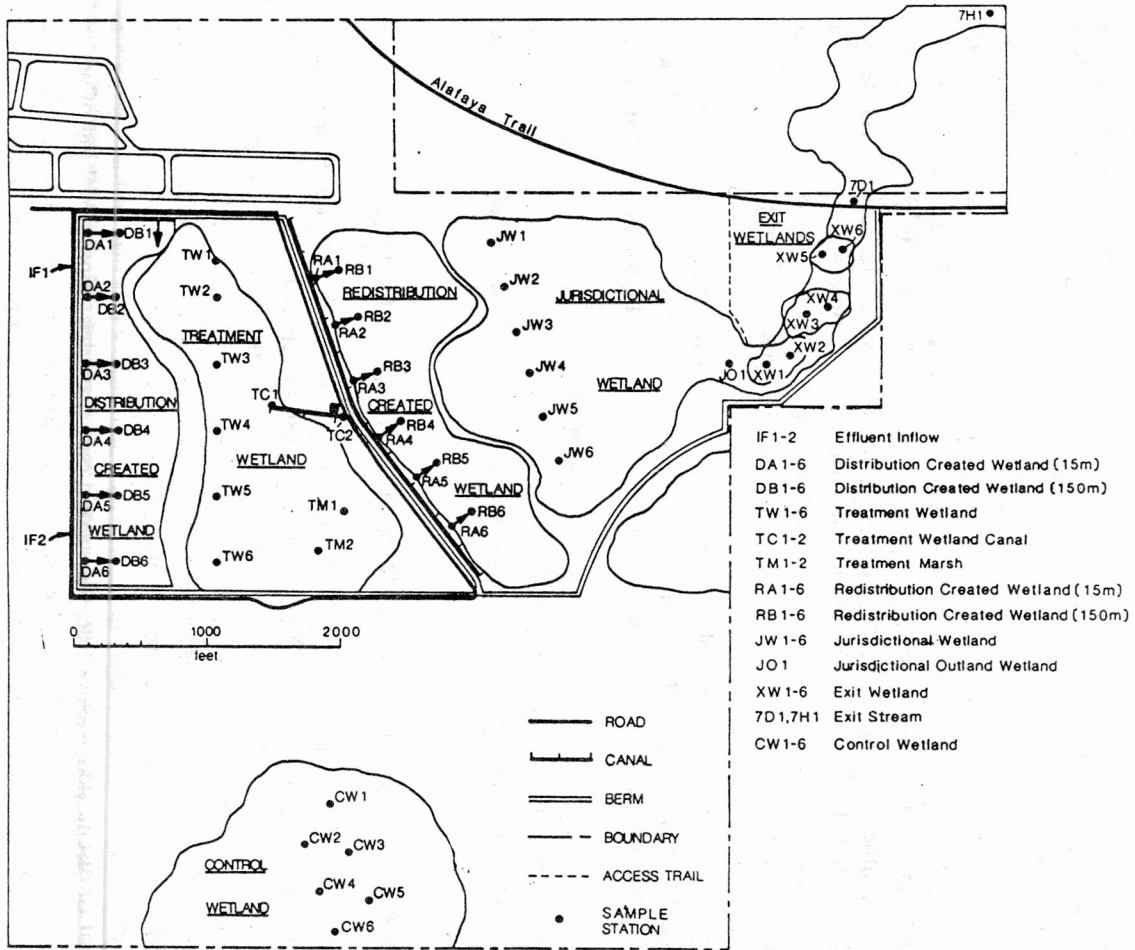 7H1
Alafaya Trail
7D1
EXIT
WETLANDS
XW6
XW5
XW4
XW3
XW2
XW1
JO1
IF1
IF2
DA1
DB1
DA2
DB2
DA3
DB3
DISTRIBUTION
DA4
DB4
CREATED
DA5
DB5
WETLAND
DA6
DB6
TW1
TW2
TREATMENT
TW3
TC1
TC2
TW4
WETLAND
TW5
TM1
TM2
TW6
RA1
RB1
REDISTRIBUTION
RA2
RB2
RA3
RB3
CREATED
RB4
RA4
RB5
RA5
WETLAND
RB6
RA6
JW1
JW2
JURISDICTIONAL
JW3
JW4
WETLAND
JW5
JW6
0 1000 2000
feet
IF1-2 Effluent Inflow
DA1-6 Distribution Created Wetland (15m)
DB1-6 Distribution Created Wetland (150m)
TW1-6 Treatment Wetland
TC1-2 Treatment Wetland Canal
TM1-2 Treatment Marsh
RA1-6 Redistribution Created Wetland (15m)
RB1-6 Redistribution Created Wetland (150m)
JW1-6 Jurisdictional Wetland
JO1 Jurisdictional Outland Wetland
XW1-6 Exit Wetland
7D1,7H1 Exit Stream
CW1-6 Control Wetland
ROAD
CANAL
BERM
BOUNDARY
ACCESS TRAIL
SAMPLE
STATION
CW1
CW2
CW3
CONTROL
CW4
CW5
WETLAND
CW6